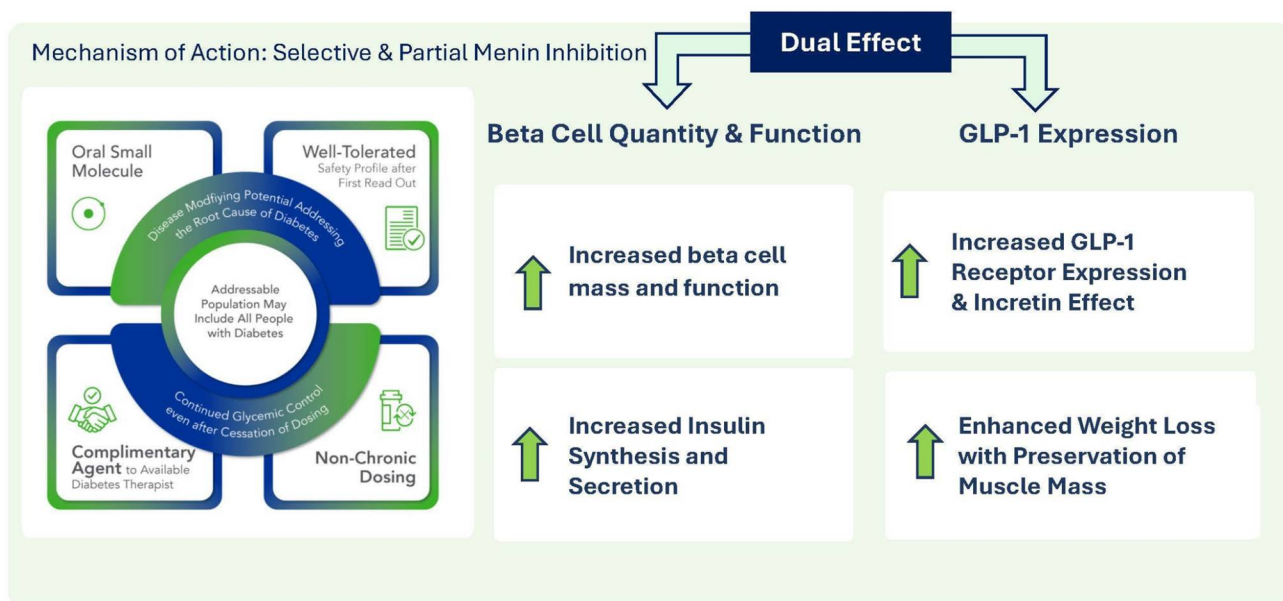 Mechanism of Action: Selective & Partial Menin Inhibition
Dual Effect
Oral Small
Molecule
Well-Tolerated
Safety Profile after
First Read Out
Disease Modfiying Potential Addressing
the Root Cause of Diabetes
Addressable
Population May
Include All People
with Diabetes
Continued Glycemic Control
even after Cessation of Dosing
Complimentary
Agent to Available
Diabetes Therapist
Non-Chronic
Dosing
Beta Cell Quantity & Function
Increased beta cell
mass and function
Increased Insulin
Synthesis and
Secretion
GLP-1 Expression
Increased GLP-1
Receptor Expression
& Incretin Effect
Enhanced Weight Loss
with Preservation of
Muscle Mass